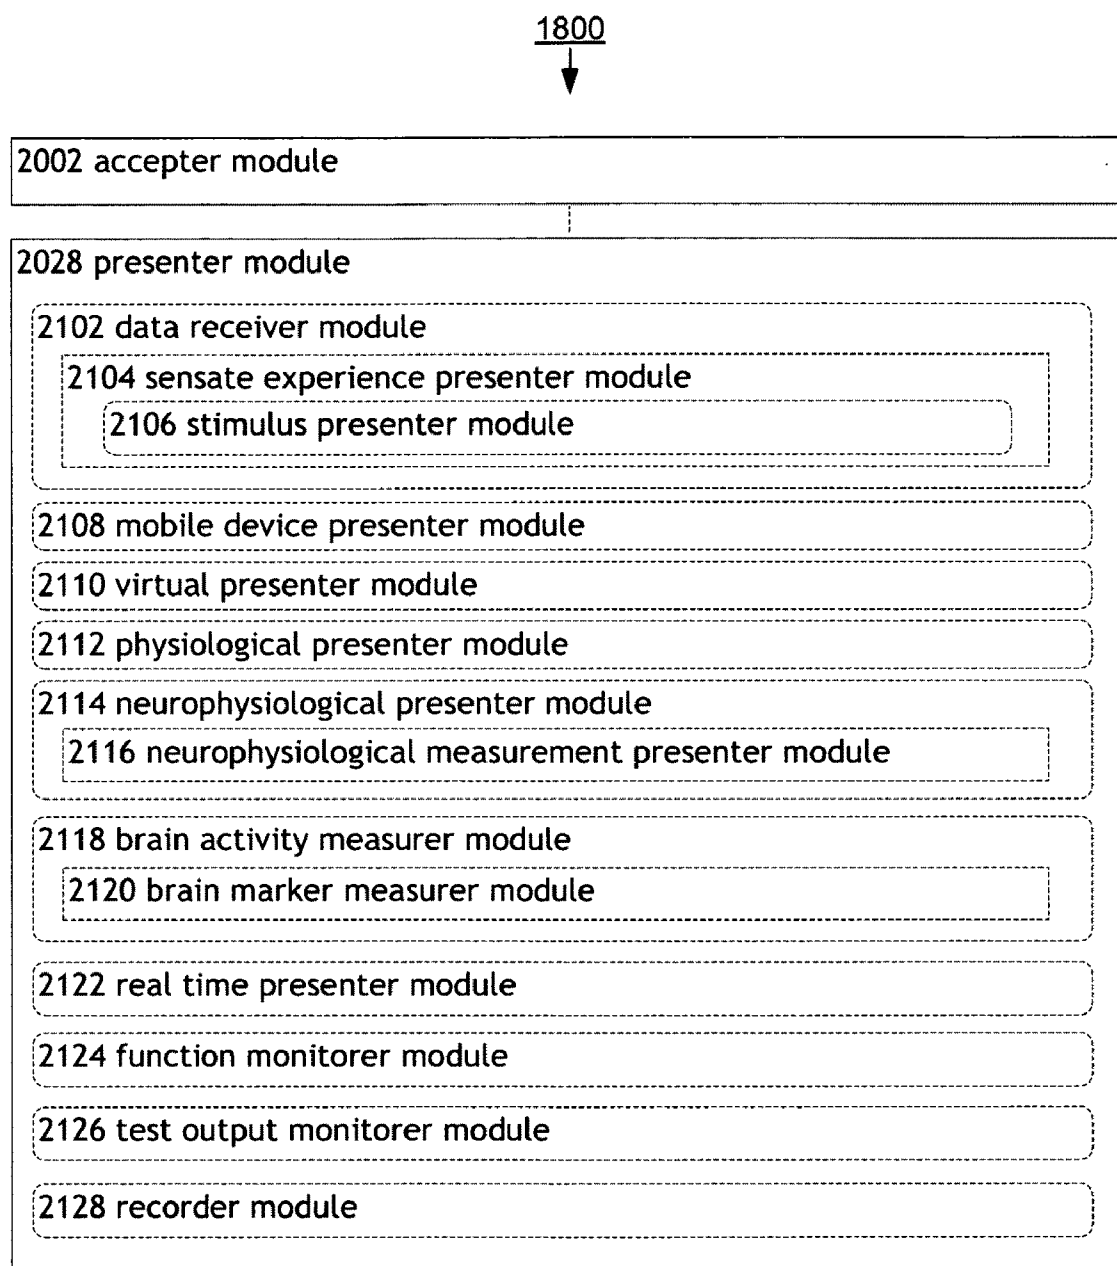 1800
2002 accepter module
2028 presenter module
2102 data receiver module
2104 sensate experience presenter module
2106 stimulus presenter module
2108 mobile device presenter module
2110 virtual presenter module
2112 physiological presenter module
2114 neurophysiological presenter module
2116 neurophysiological measurement presenter module
2118 brain activity measurer module
2120 brain marker measurer module
2122 real time presenter module
2124 function monitorer module
2126 test output monitorer module
2128 recorder module